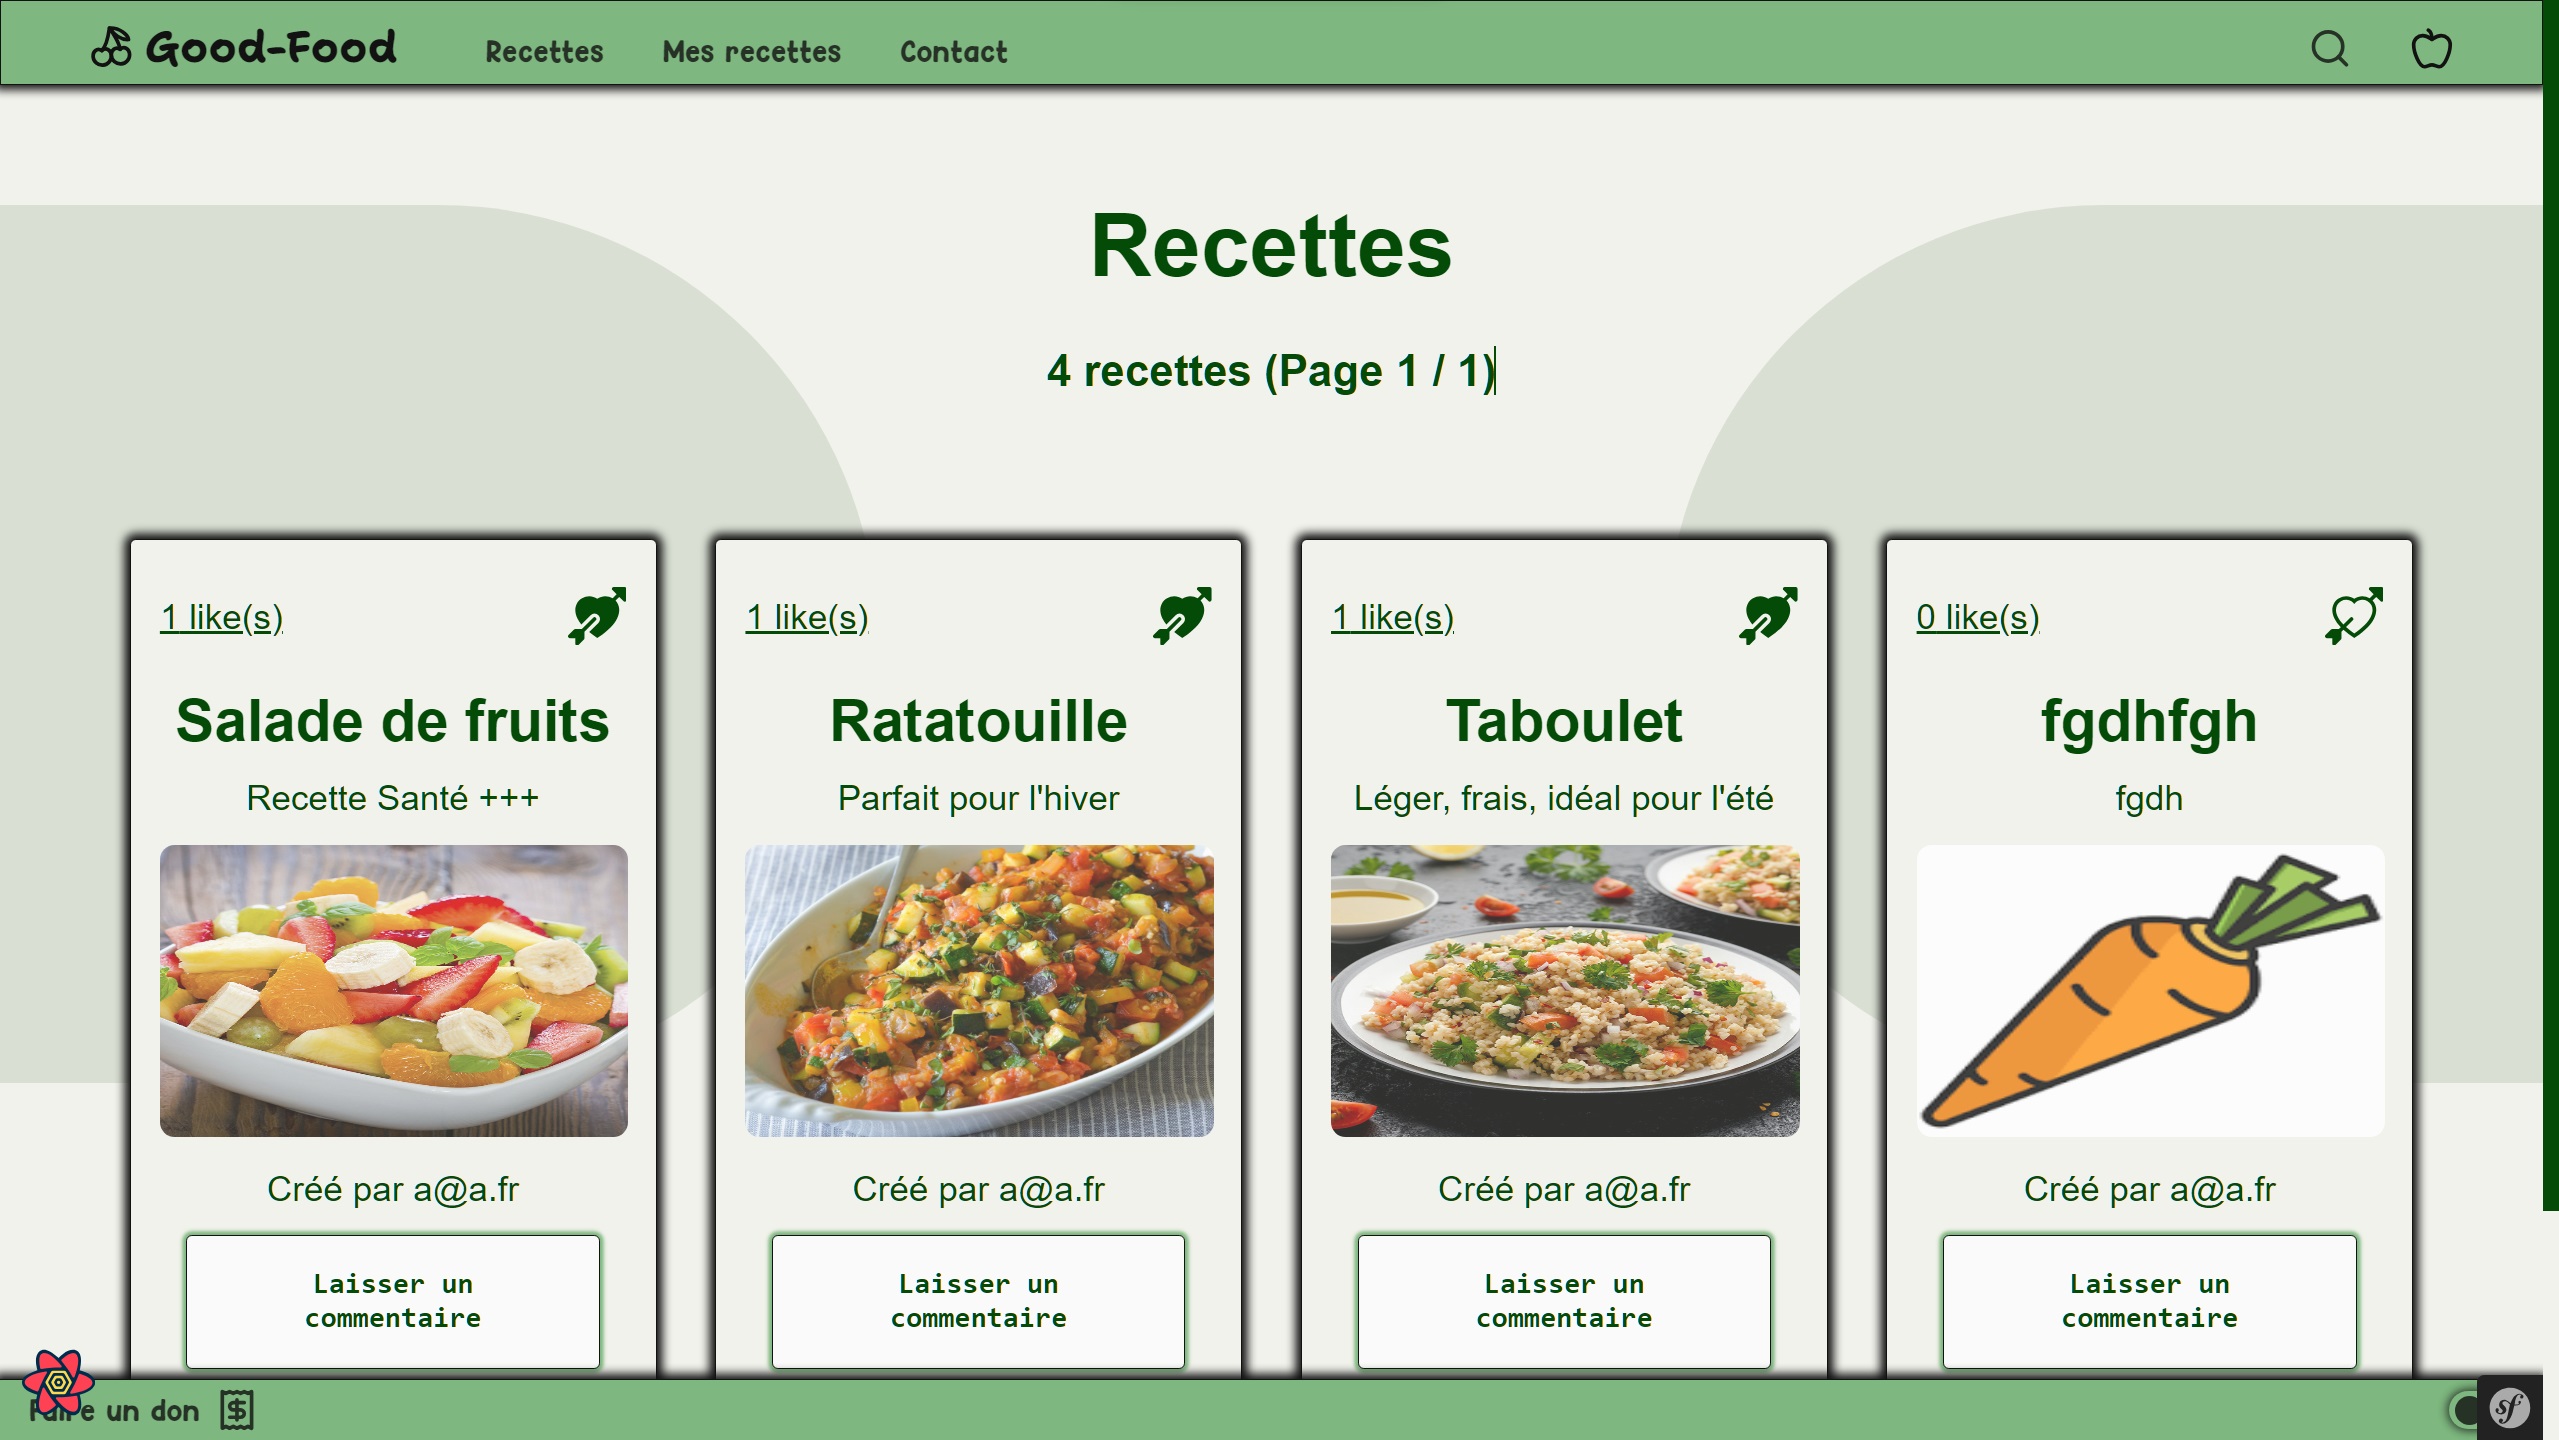 Good-Food Recettes Mes recettes Contact
Recettes
4 recettes (Page 1 / 1)
1 like(s)
Salade de fruits
Recette Santé +++
Créé par a@a.fr
Laisser un
commentaire
1 like(s)
Ratatouille
Parfait pour l'hiver
Créé par a@a.fr
Laisser un
commentaire
1 like(s)
Taboulet
Léger, frais, idéal pour l'été
Créé par a@a.fr
Laisser un
commentaire
0 like(s)
fgdhfgh
fgdh
Créé par a@a.fr
Laisser un
commentaire
Faire un don
sf